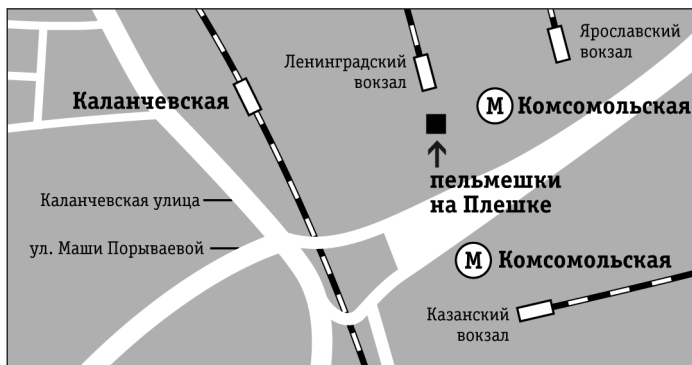 Ярославский
вокзал
Ленинградский
вокзал
Каланчевская
М Комсомольская
пельмешки
на Плешке
Каланчевская улица
ул. Маши Порываевой
М Комсомольская
Казанский
вокзал